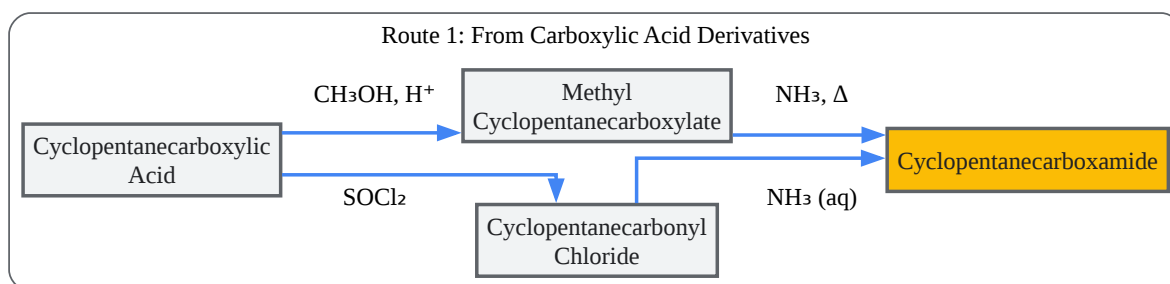 Route 1: From Carboxylic Acid Derivatives
CH₃OH, H⁺
Methyl
Cyclopentanecarboxylate
NH₃, Δ
Cyclopentanecarboxylic
Acid
Cyclopentanecarboxamide
SOCl₂
NH₃ (aq)
Cyclopentanecarbonyl
Chloride